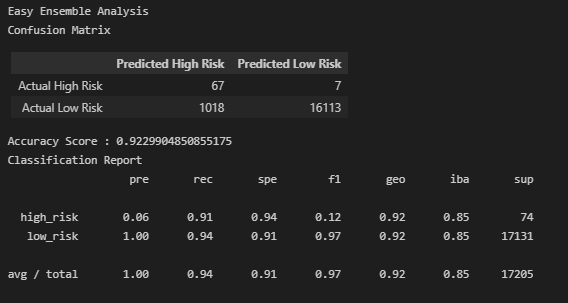 Easy Ensemble Analysis
Confusion Matrix
Predicted High Risk Predicted Low Risk
Actual High Risk 67 7
Actual Low Risk 1018 16113
Accuracy Score : 0.9229904850855175
Classification Report
pre rec spe f1 geo iba sup
high_risk 0.06 0.91 0.94 0.12 0.92 0.85 74
low_risk 1.00 0.94 0.91 0.97 0.92 0.85 17131
avg / total 1.00 0.94 0.91 0.97 0.92 0.85 17205